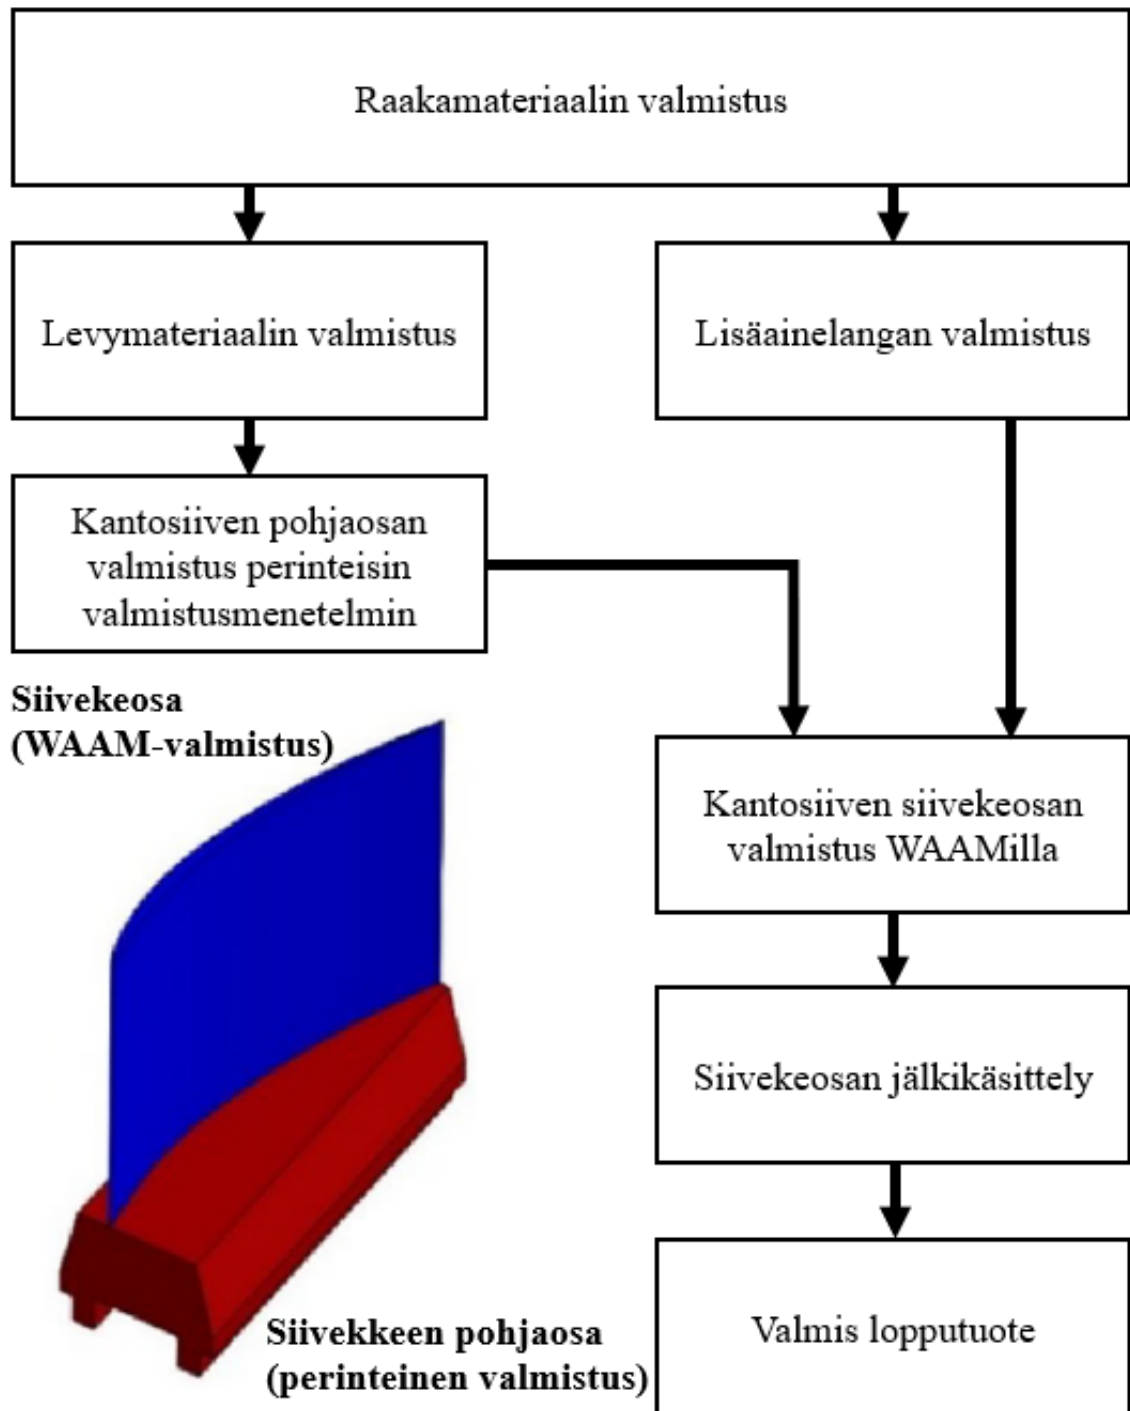 Raakamateriaalin valmistus
Levymateriaalin valmistus
Lisäainelangan valmistus
Kantosiiven pohjaosan
valmistus perinteisin
valmistusmenetelmin
Siivekeosa
(WAAM-valmistus)
Kantosiiven siivekeosan
valmistus WAAMilla
Siivekeosan jälkikäsittely
Siivekkeen pohjaosa
(perinteinen valmistus)
Valmis lopputuote